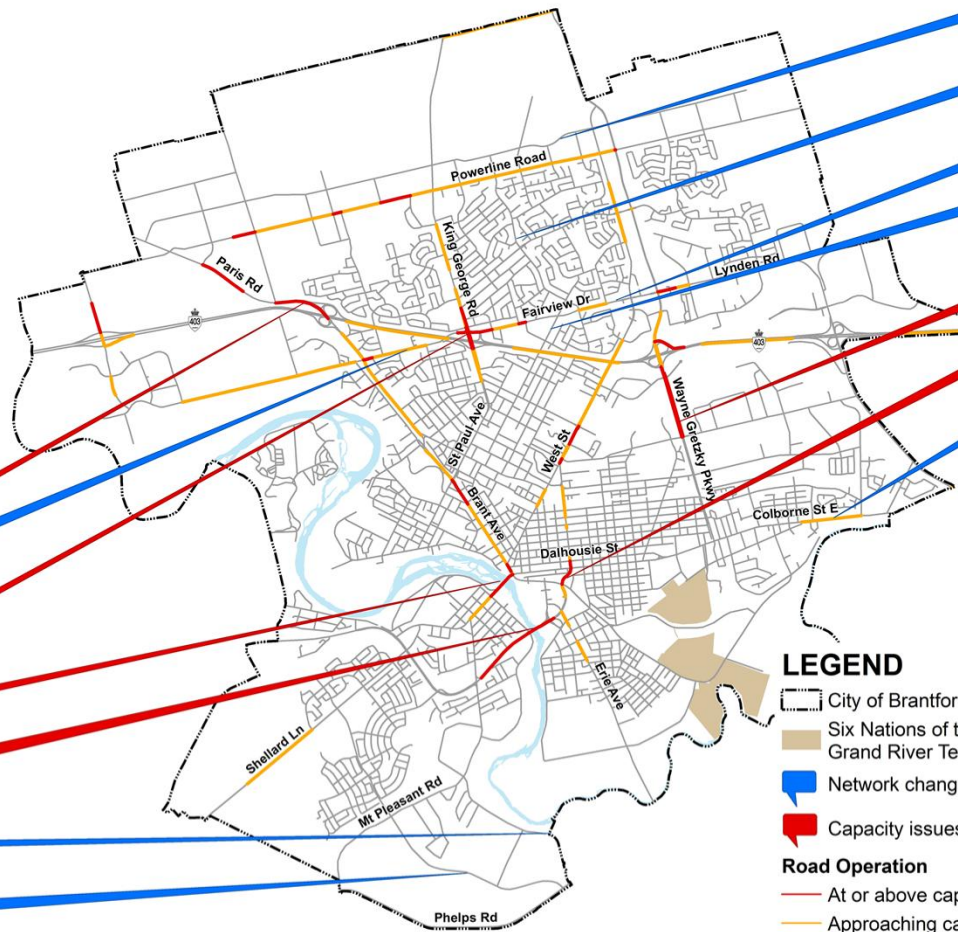 Powerline Road
King George Rd
Paris Rd
Lynden Rd
Fairview Dr
403
403
St Paul Ave
West St
Wayne Gretzky Pkwy
Brant Ave
Colborne St E
Dalhousie St
Erie Ave
Shellard Ln
Mt Pleasant Rd
Phelps Rd
LEGEND
City of Brantfor
Six Nations of t
Grand River Te
Network chang
Capacity issues
Road Operation
At or above cap
Approaching ca